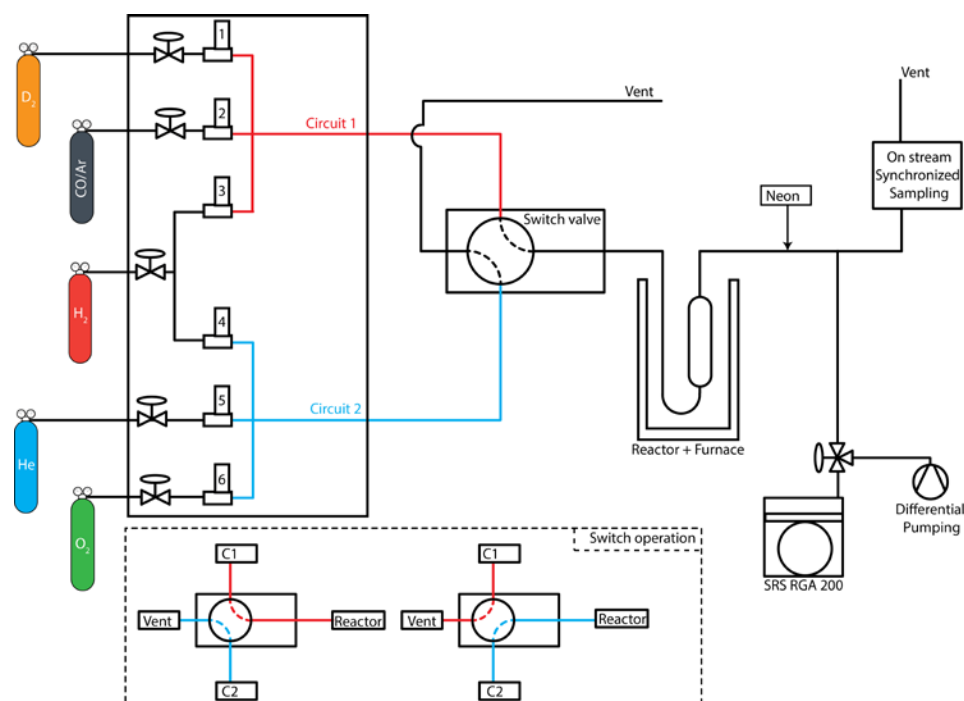 D2
1
CO/Ar
2
3
H2
4
He
5
O2
6
Circuit 1
Circuit 2
Vent
Switch valve
Neon
Vent
On stream
Synchronized
Sampling
Reactor + Furnace
Differential
Pumping
SRS RGA 200
Switch operation
C1
Vent
Reactor
C2
C1
Vent
Reactor
C2